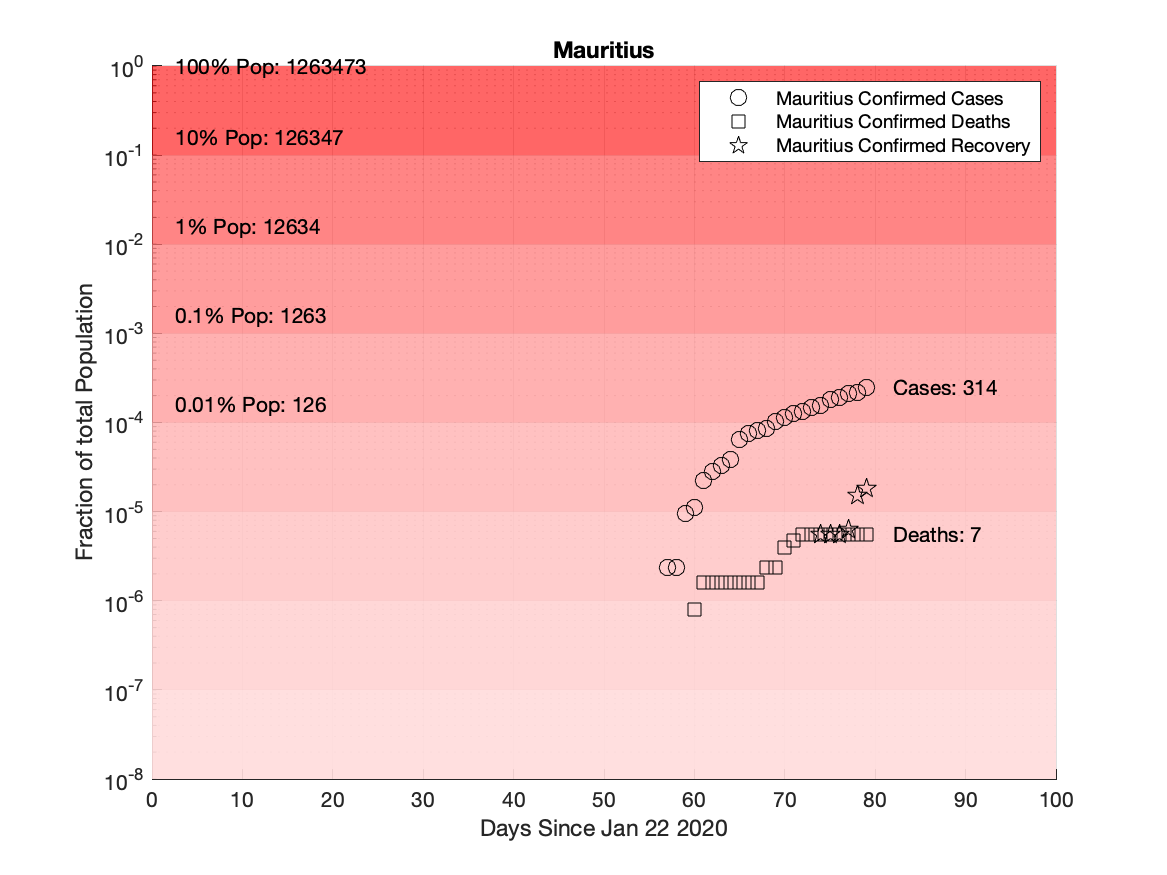 Mauritius
10^0
100% Pop: 1263473
Mauritius Confirmed Cases
10% Pop: 126347
Mauritius Confirmed Deaths
Mauritius Confirmed Recovery
10^-1
1% Pop: 12634
10^-2
0.1% Pop: 1263
10^-3
Cases: 314
0.01% Pop: 126
10^-4
10^-5
Deaths: 7
10^-6
10^-7
10^-8
Fraction of total Population
0 10 20 30 40 50 60 70 80 90 100
Days Since Jan 22 2020